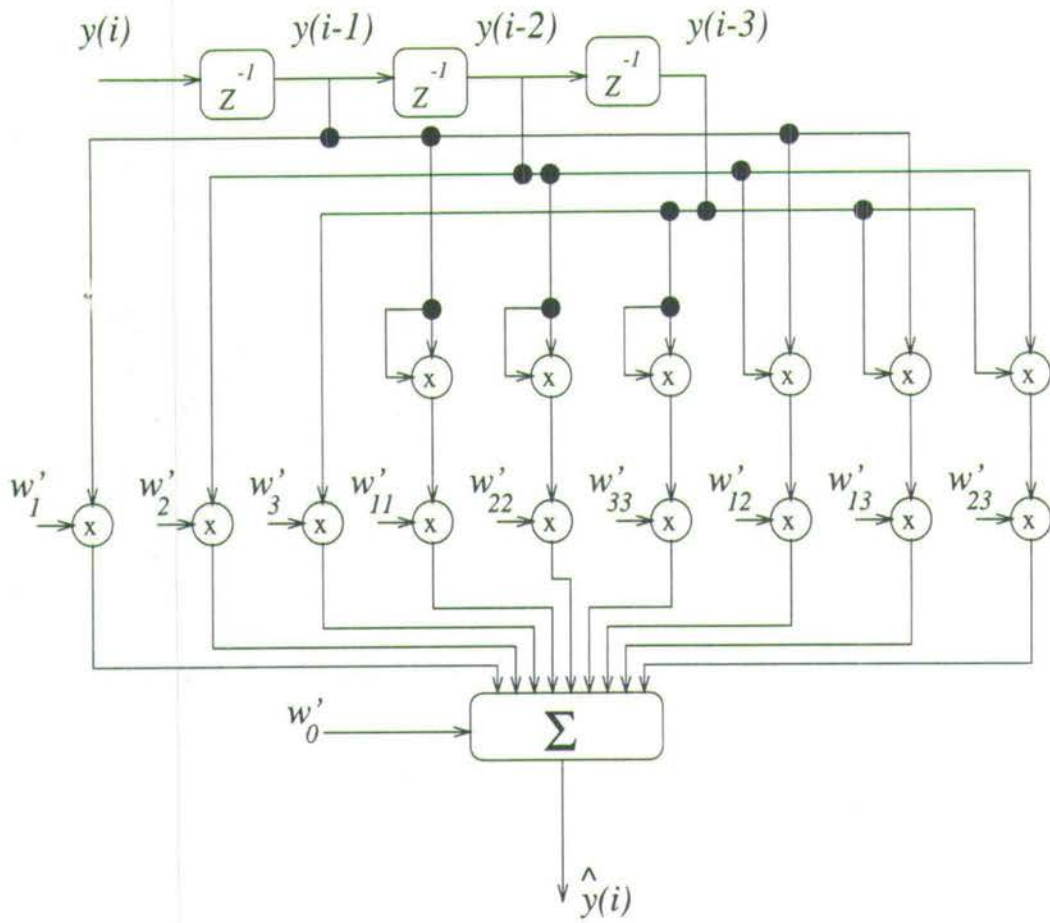 y(i) y(i-1) y(i-2) y(i-3)
Z^-1 Z^-1 Z^-1
x x x x x x
w'_1 w'_2 w'_3 w'_11 w'_22 w'_33 w'_12 w'_13 w'_23
x x x x x x x x x
w'_0 Σ
ŷ(i)